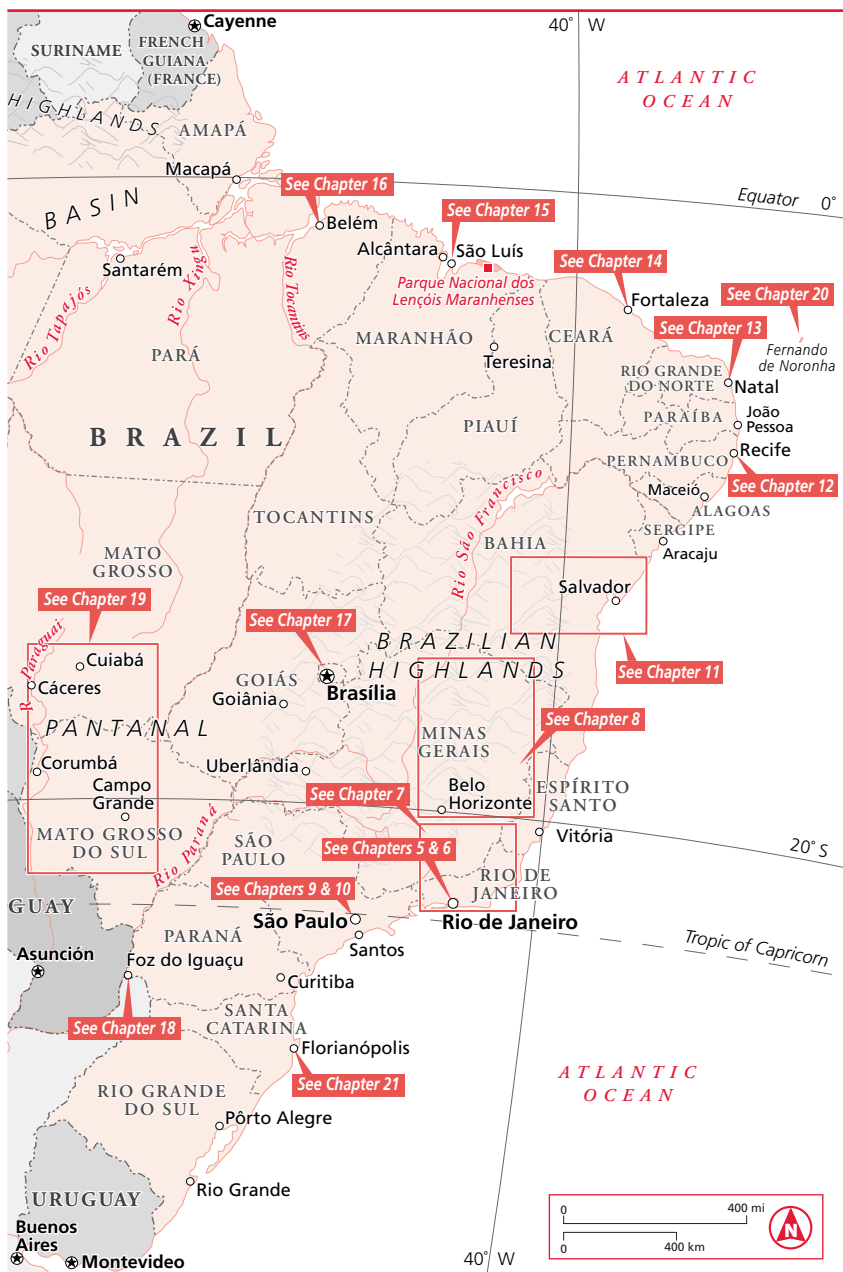 Cayenne
40° W
SURINAME
FRENCH
GUIANA
(FRANCE)
ATLANTIC
OCEAN
HIGHLANDS
AMAPÁ
Macapá
See Chapter 16
BASIN
Equator 0°
See Chapter 15
Belém
Alcântara
São Luís
Santarém
Rio Xingu
Rio Tocantins
Parque Nacional dos
Lençóis Maranhenses
See Chapter 14
Rio Tapajós
Fortaleza
See Chapter 20
MARANHÃO
CEARÁ
See Chapter 13
PARÁ
Teresina
Fernando
de Noronha
RIO GRANDE
DO NORTE
Natal
BRAZIL
PIAUÍ
PARAÍBA
João
Pessoa
Recife
PERNAMBUCO
See Chapter 12
Rio São Francisco
Maceió
ALAGOAS
TOCANTINS
SERGIPE
BAHIA
Aracaju
MATO
GROSSO
Salvador
See Chapter 19
See Chapter 17
R. Paraguai
BRAZILIAN
HIGHLANDS
See Chapter 11
Cuiabá
GOIÁS
Brasília
Cáceres
Goiânia
PANTANAL
MINAS
GERAIS
See Chapter 8
Corumbá
Uberlândia
Campo
Grande
See Chapter 7
Belo
Horizonte
ESPÍRITO
SANTO
MATO GROSSO
DO SUL
Rio Paraná
SÃO
PAULO
See Chapters 5 & 6
Vitória
20° S
See Chapters 9 & 10
RIO DE
JANEIRO
GUAY
São Paulo
Rio de Janeiro
PARANÁ
Santos
Tropic of Capricorn
Asunción
Foz do Iguaçu
Curitiba
SANTA
CATARINA
See Chapter 18
Florianópolis
ATLANTIC
OCEAN
See Chapter 21
RIO GRANDE
DO SUL
Pôrto Alegre
Rio Grande
URUGUAY
0 400 mi
N
0 400 km
Buenos
Aires
Montevideo
40° W